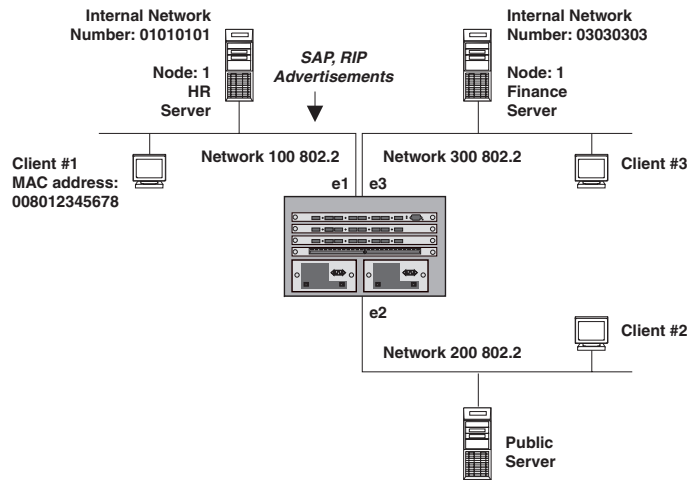 Internal Network
Number: 01010101
Node: 1
HR
Server
SAP, RIP
Advertisements
Internal Network
Number: 03030303
Node: 1
Finance
Server
Client #1
MAC address:
008012345678
Network 100 802.2
Network 300 802.2
Client #3
e1
e3
e2
Client #2
Network 200 802.2
Public
Server